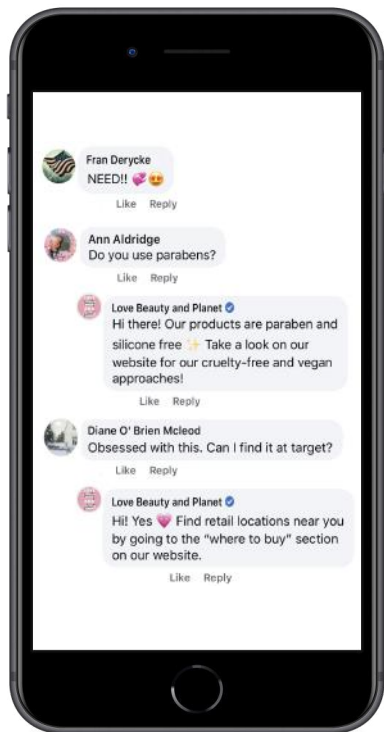 Fran Derycke
NEED!! 💞😍
Like Reply
Ann Aldridge
Do you use parabens?
Like Reply
Love Beauty and Planet
Hi there! Our products are paraben and
silicone free ✨ Take a look on our
website for our cruelty-free and vegan
approaches!
Like Reply
Diane O' Brien Mcleod
Obsessed with this. Can I find it at target?
Like Reply
Love Beauty and Planet
Hi! Yes 💗 Find retail locations near you
by going to the “where to buy” section
on our website.
Like Reply